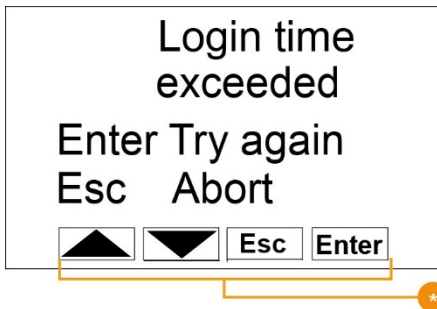 Login time
exceeded
Enter Try again
Esc Abort
Esc Enter
*